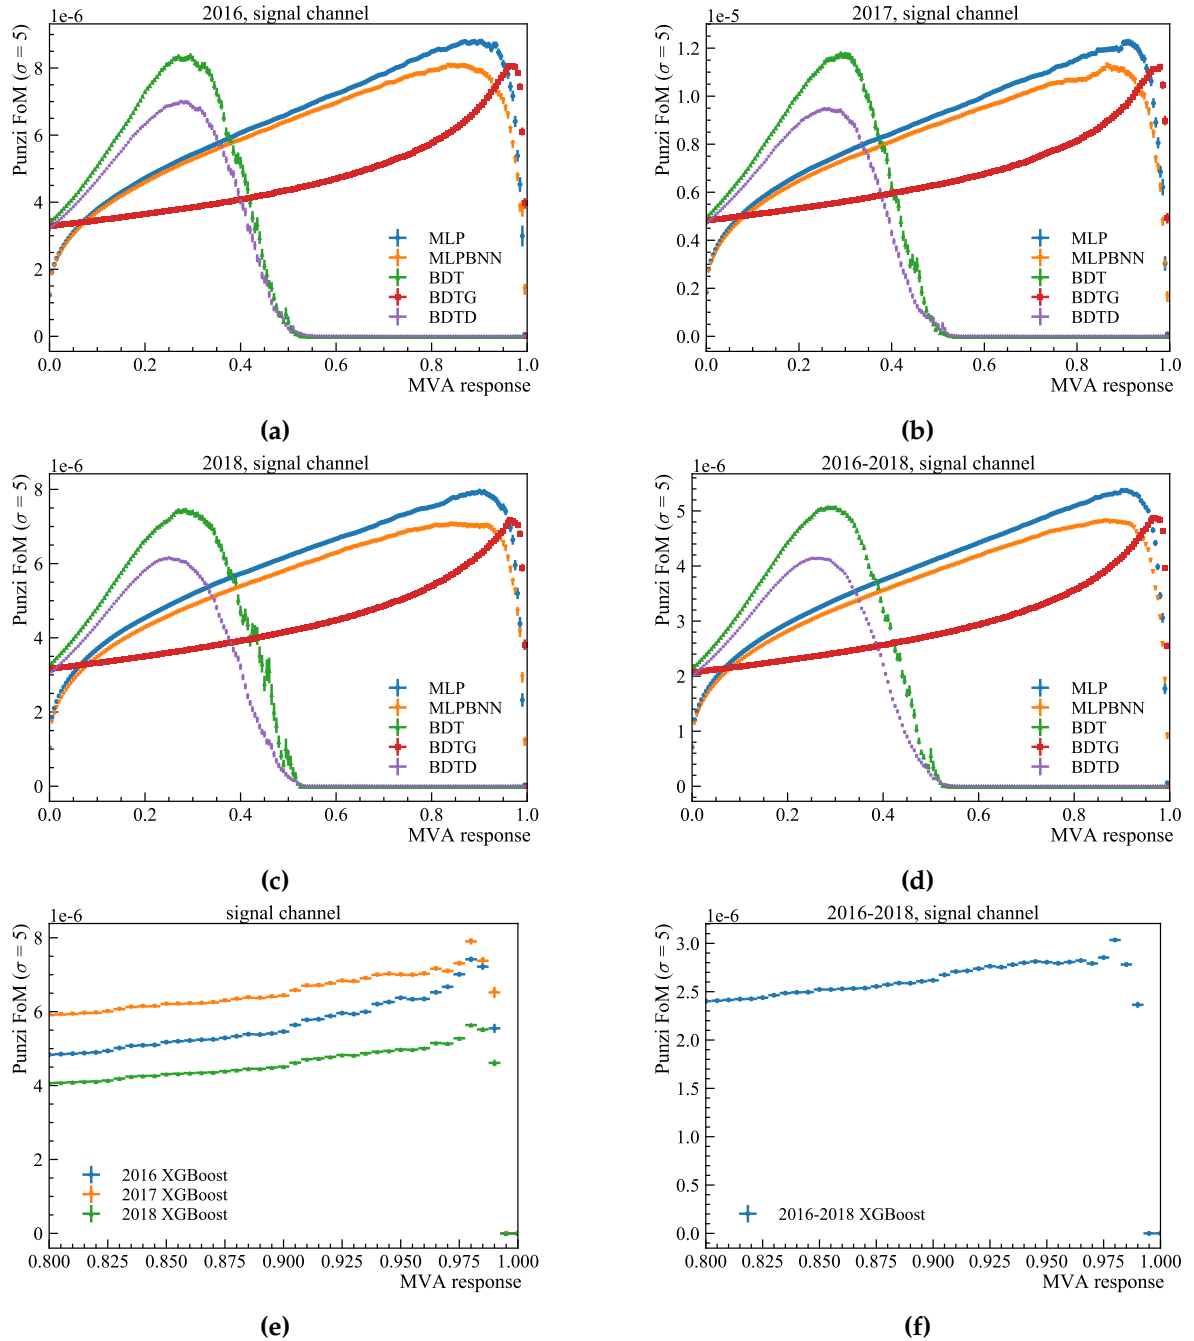 1e-6
2016, signal channel
Punzi FoM (σ = 5)
8
6
4
2
0
0.0 0.2 0.4 0.6 0.8 1.0
MVA response
MLP
MLPBNN
BDT
BDTG
BDTD
(a)
1e-5
2017, signal channel
Punzi FoM (σ = 5)
1.2
1.0
0.8
0.6
0.4
0.2
0.0
0.0 0.2 0.4 0.6 0.8 1.0
MVA response
MLP
MLPBNN
BDT
BDTG
BDTD
(b)
1e-6
2018, signal channel
Punzi FoM (σ = 5)
8
6
4
2
0
0.0 0.2 0.4 0.6 0.8 1.0
MVA response
MLP
MLPBNN
BDT
BDTG
BDTD
(c)
1e-6
2016-2018, signal channel
Punzi FoM (σ = 5)
5
4
3
2
1
0
0.0 0.2 0.4 0.6 0.8 1.0
MVA response
MLP
MLPBNN
BDT
BDTG
BDTD
(d)
1e-6
signal channel
Punzi FoM (σ = 5)
8
6
4
2
0
0.800 0.825 0.850 0.875 0.900 0.925 0.950 0.975 1.000
MVA response
2016 XGBoost
2017 XGBoost
2018 XGBoost
(e)
1e-6
2016-2018, signal channel
Punzi FoM (σ = 5)
3.0
2.5
2.0
1.5
1.0
0.5
0.0
0.800 0.825 0.850 0.875 0.900 0.925 0.950 0.975 1.000
MVA response
2016-2018 XGBoost
(f)